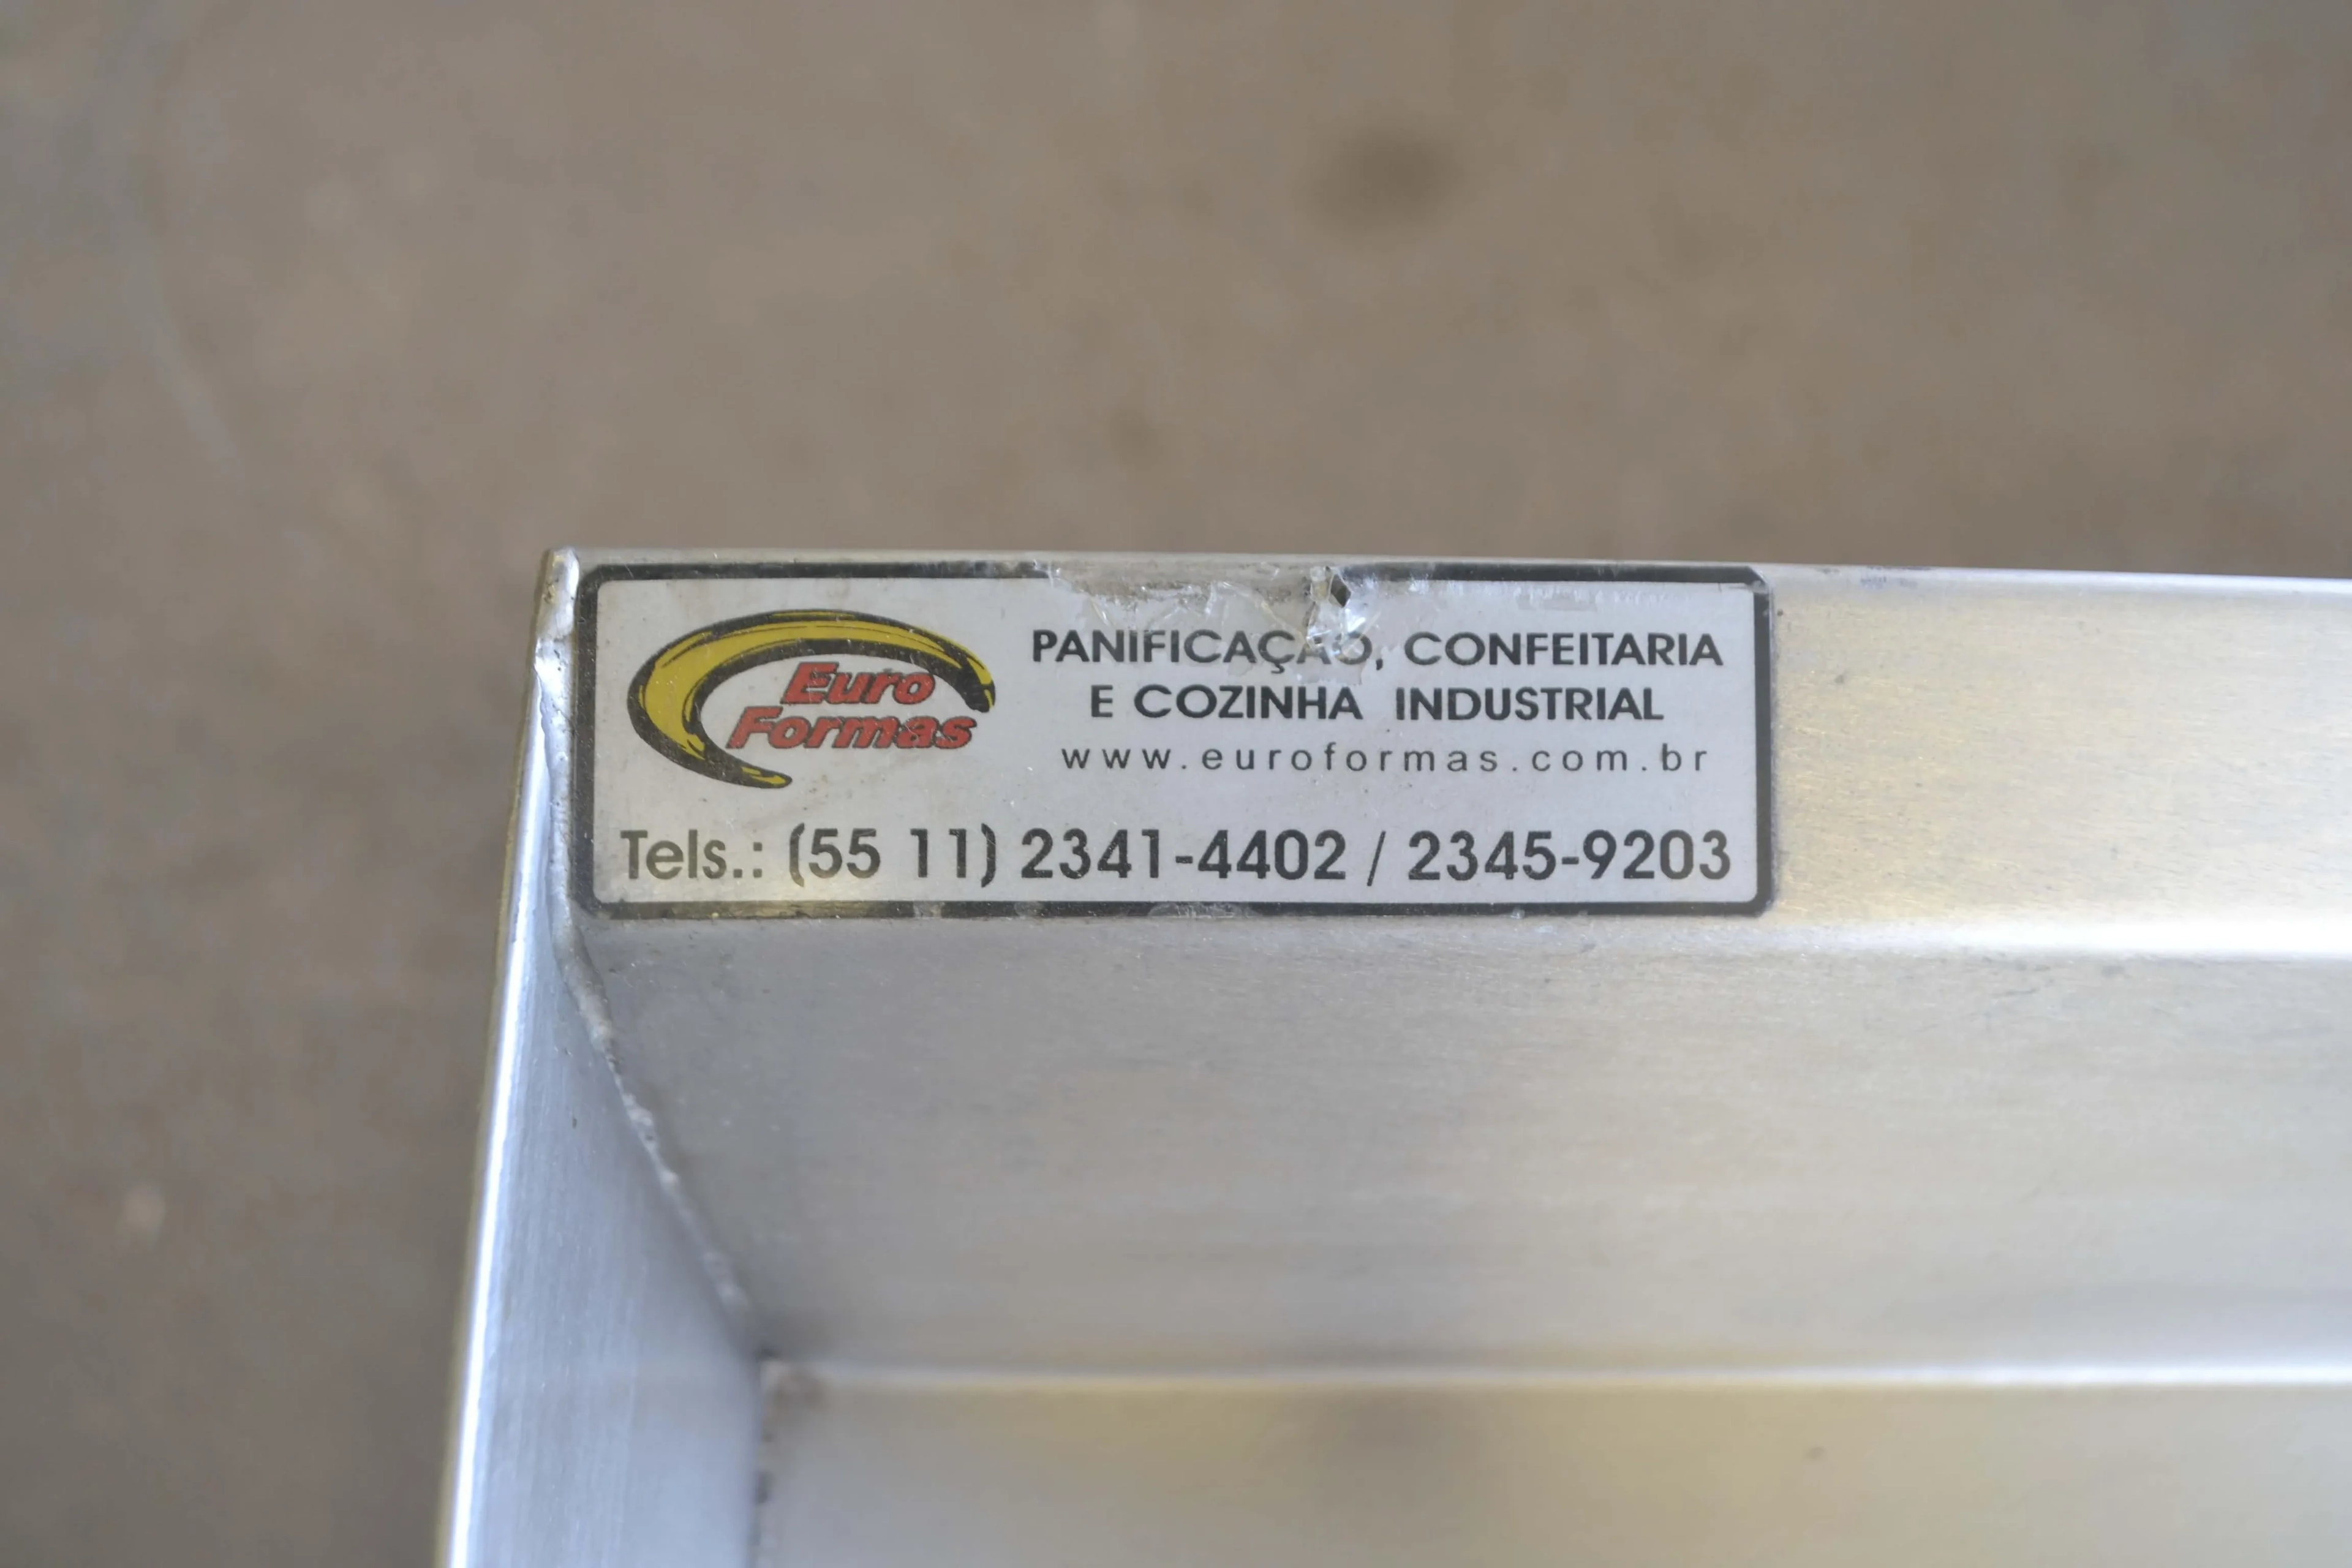 Euro
Formas
PANIFICAÇÃO, CONFEITARIA
E COZINHA INDUSTRIAL
www.euroformas.com.br
Tels.: (55 11) 2341-4402 / 2345-9203